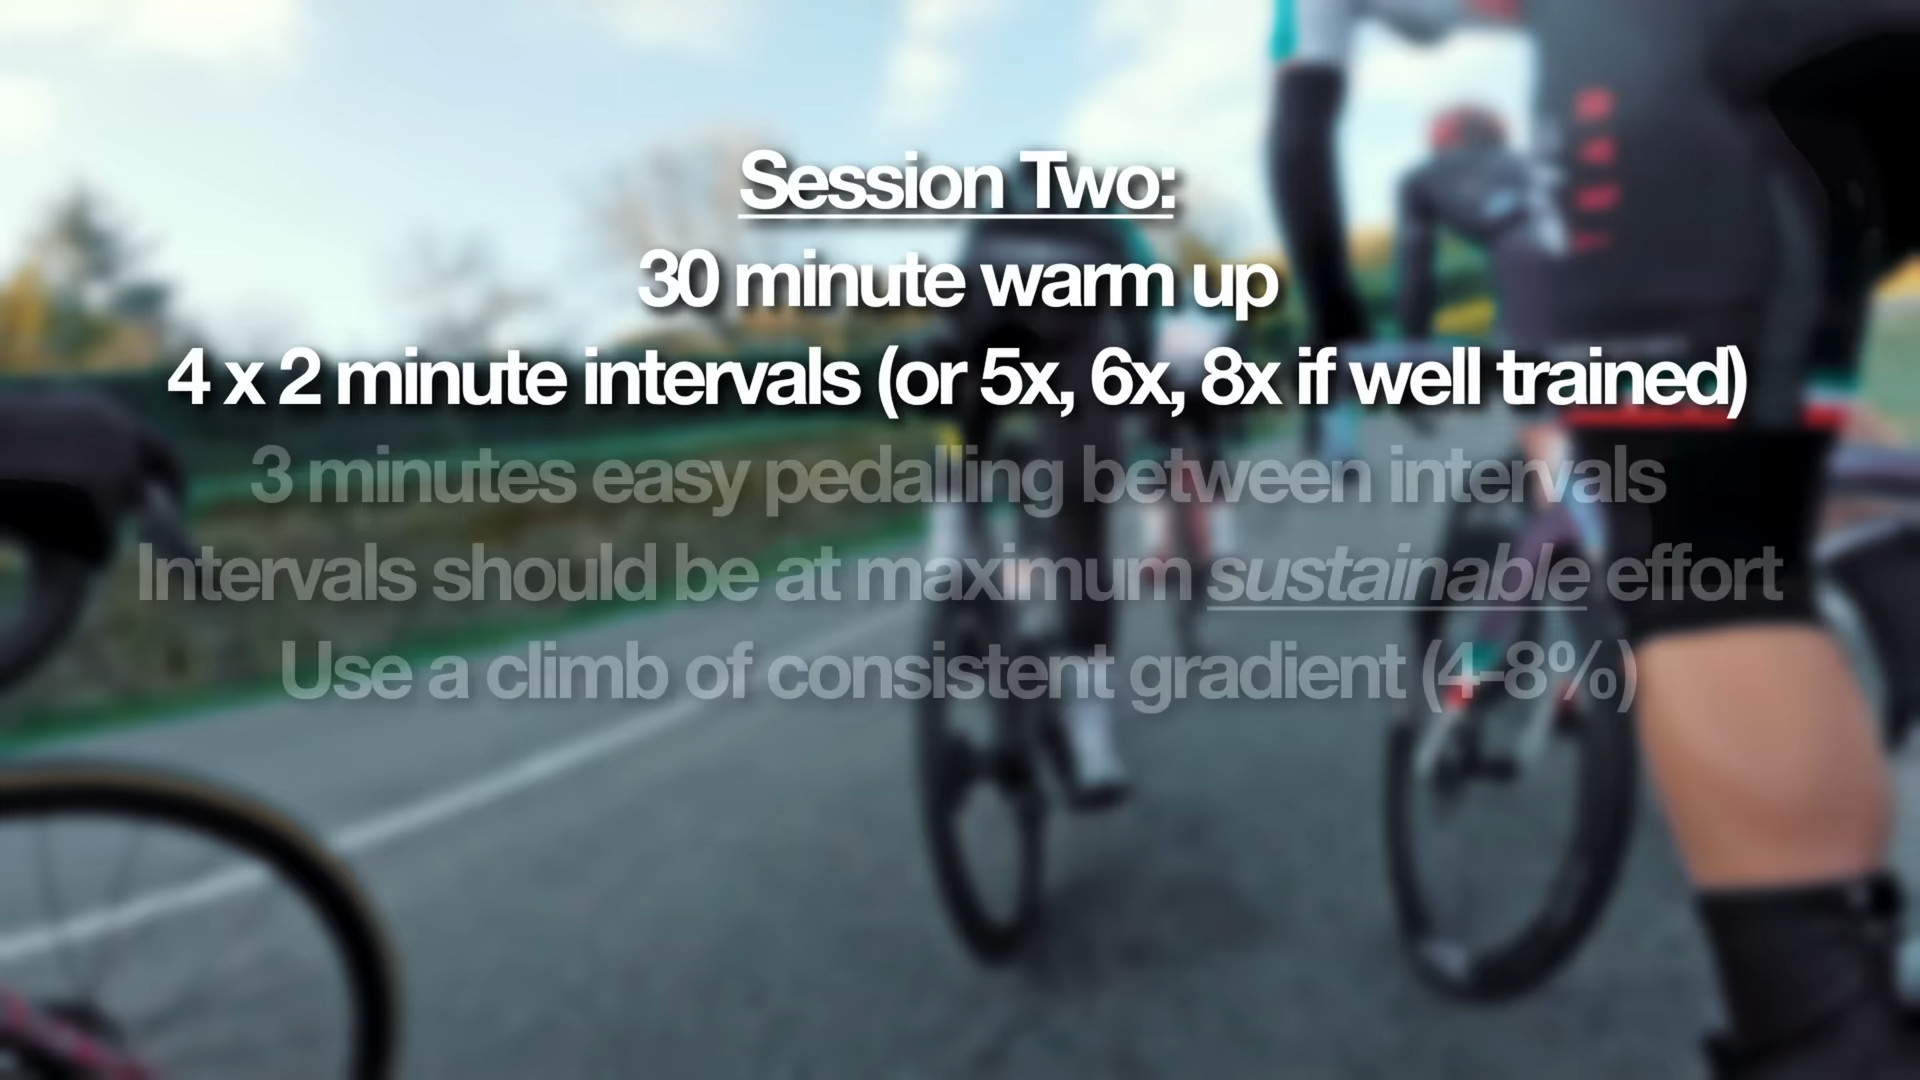 Session Two:
30 minute warm up
4 x 2 minute intervals (or 5x, 6x, 8x if well trained)
3 minutes easy pedalling between intervals
Intervals should be at maximum sustainable effort
Use a climb of consistent gradient (4-8%)